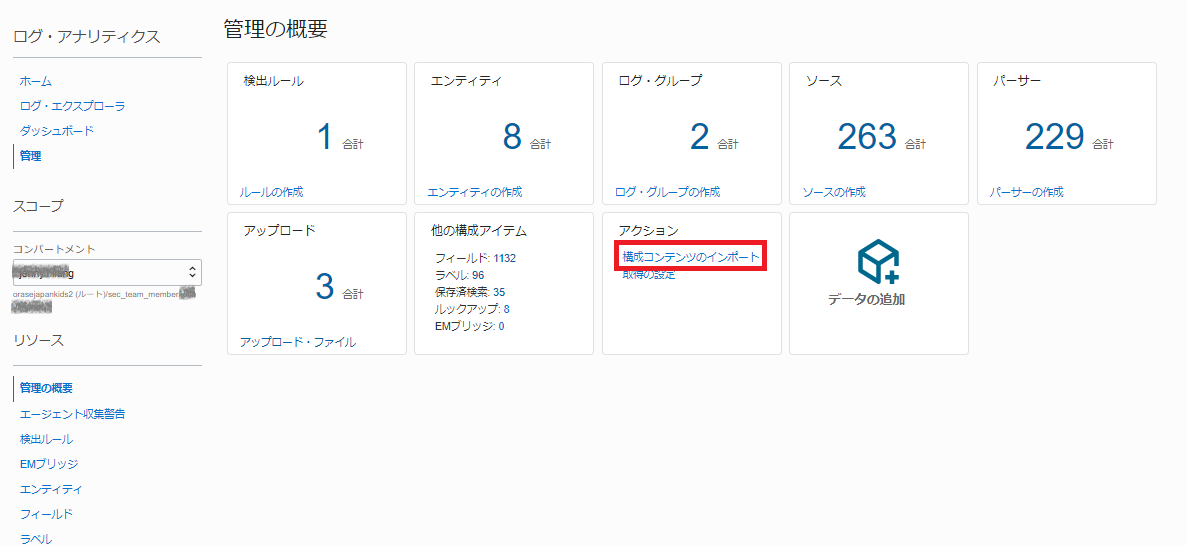 ログ・アナリティクス
ホーム
ログ・エクスプローラ
ダッシュボード
管理
スコープ
コンパートメント
orasejapankids2 (ルート)/sec_team_member
リソース
管理の概要
エージェント収集警告
検出ルール
EMブリッジ
エンティティ
フィールド
ラベル
管理の概要
検出ルール
1 合計
ルールの作成
エンティティ
8 合計
エンティティの作成
ログ・グループ
2 合計
ログ・グループの作成
ソース
263 合計
ソースの作成
パーサー
229 合計
パーサーの作成
アップロード
3 合計
アップロード・ファイル
他の構成アイテム
フィールド: 1132
ラベル: 96
保存済検索: 35
ルックアップ: 8
EMブリッジ: 0
アクション
構成コンテンツのインポート
取得の設定
データの追加